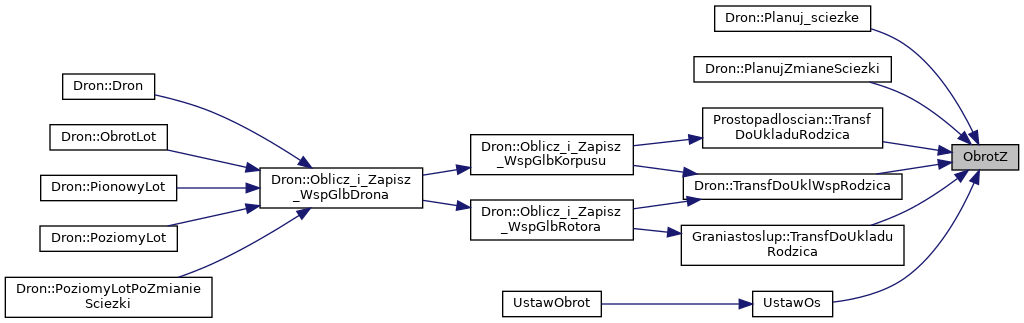 Dron::Planuj_sciezke
Dron::PlanujZmianeSciezki
Dron::Dron
Prostopadloscian::Transf
DoUkladuRodzica
Dron::ObrotLot
Dron::Oblicz_i_Zapisz
_WspGlbKorpusu
ObrotZ
Dron::Oblicz_i_Zapisz
_WspGlbDrona
Dron::PionowyLot
Dron::TransfDoUklWspRodzica
Dron::Oblicz_i_Zapisz
_WspGlbRotora
Dron::PoziomyLot
Graniastoslup::TransfDoUkladu
Rodzica
Dron::PoziomyLotPoZmianie
Sciezki
UstawObrot
UstawOs